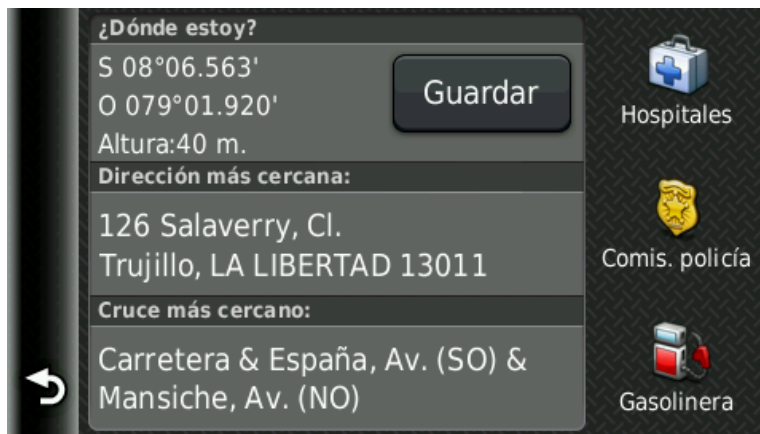 ¿Dónde estoy?
S 08°06.563'
O 079°01.920'
Altura:40 m.
Guardar
Dirección más cercana:
126 Salaverry, Cl.
Trujillo, LA LIBERTAD 13011
Cruce más cercano:
Carretera & España, Av. (SO) &
Mansiche, Av. (NO)
Hospitales
Comis. policía
Gasolinera